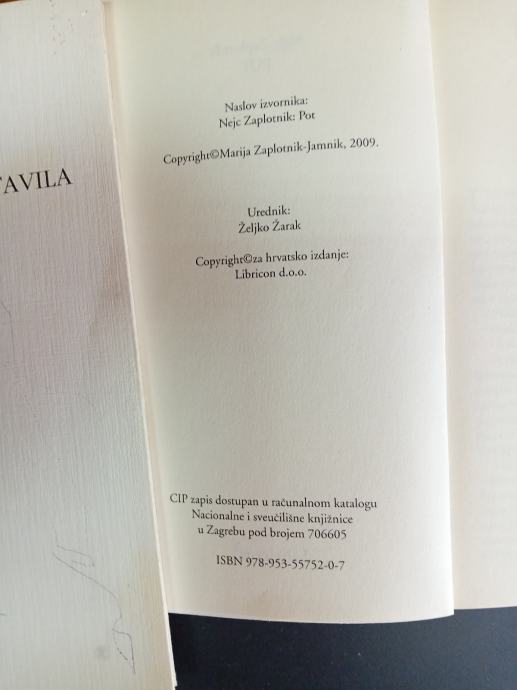 TAVILA
Naslov izvornika:
Nejc Zaplotnik: Pot
Copyright©Marija Zaplotnik-Jamnik, 2009.
Urednik:
Željko Žarak
Copyright©za hrvatsko izdanje:
Libricon d.o.o.
CIP zapis dostupan u računalnom katalogu
Nacionalne i sveučilišne knjižnice
u Zagrebu pod brojem 706605
ISBN 978-953-55752-0-7